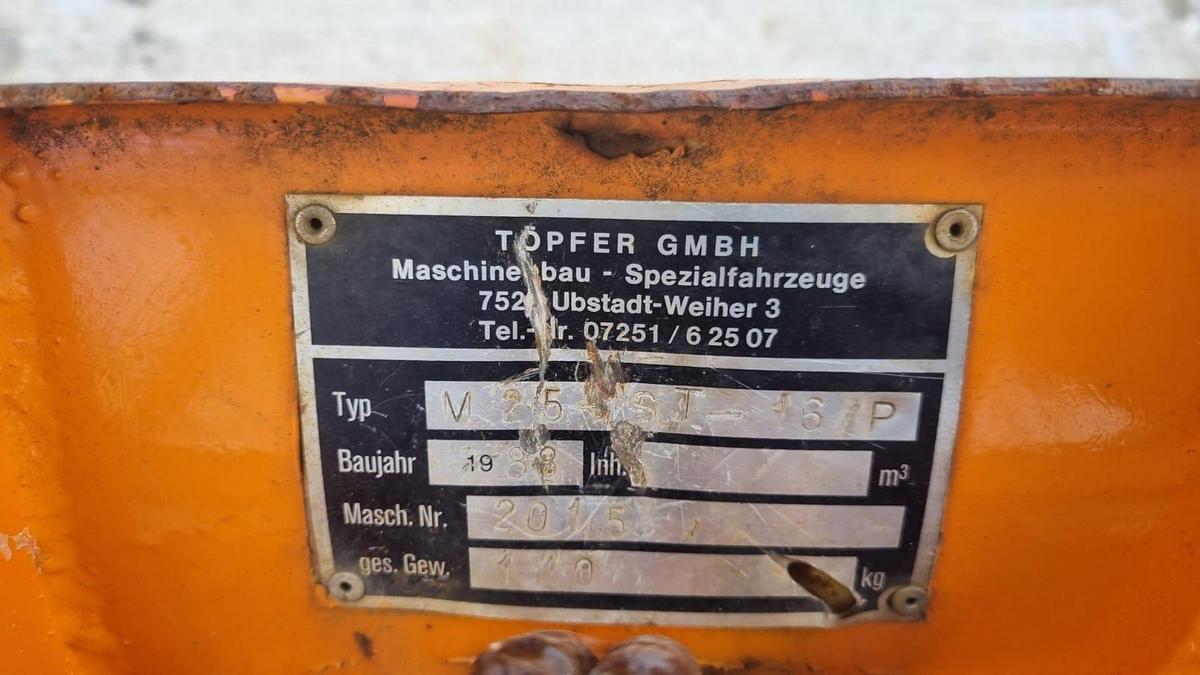 TÖPFER GMBH
Maschinenbau - Spezialfahrzeuge
Ubstadt-Weiher 3
Tel.-Nr. 07251/6 25 07
Typ M 25-ST-16/P
Baujahr 1988 Inh. m³
Masch. Nr. 2015
ges. Gew. 110 kg